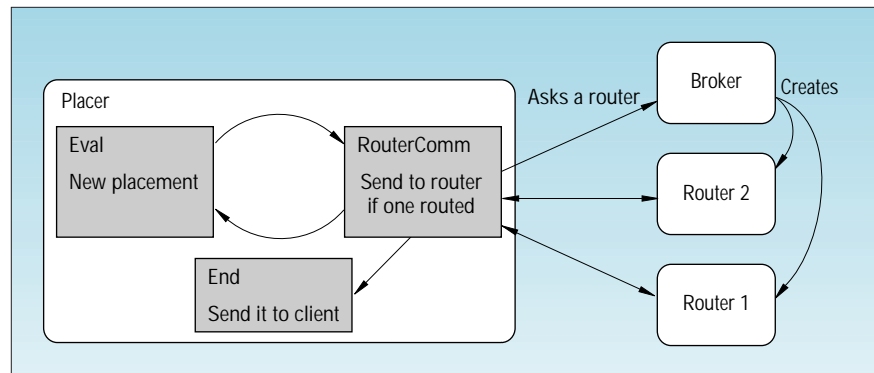 Placer
Eval
New placement
RouterComm
Send to router
if one routed
End
Send it to client
Asks a router
Broker
Creates
Router 2
Router 1